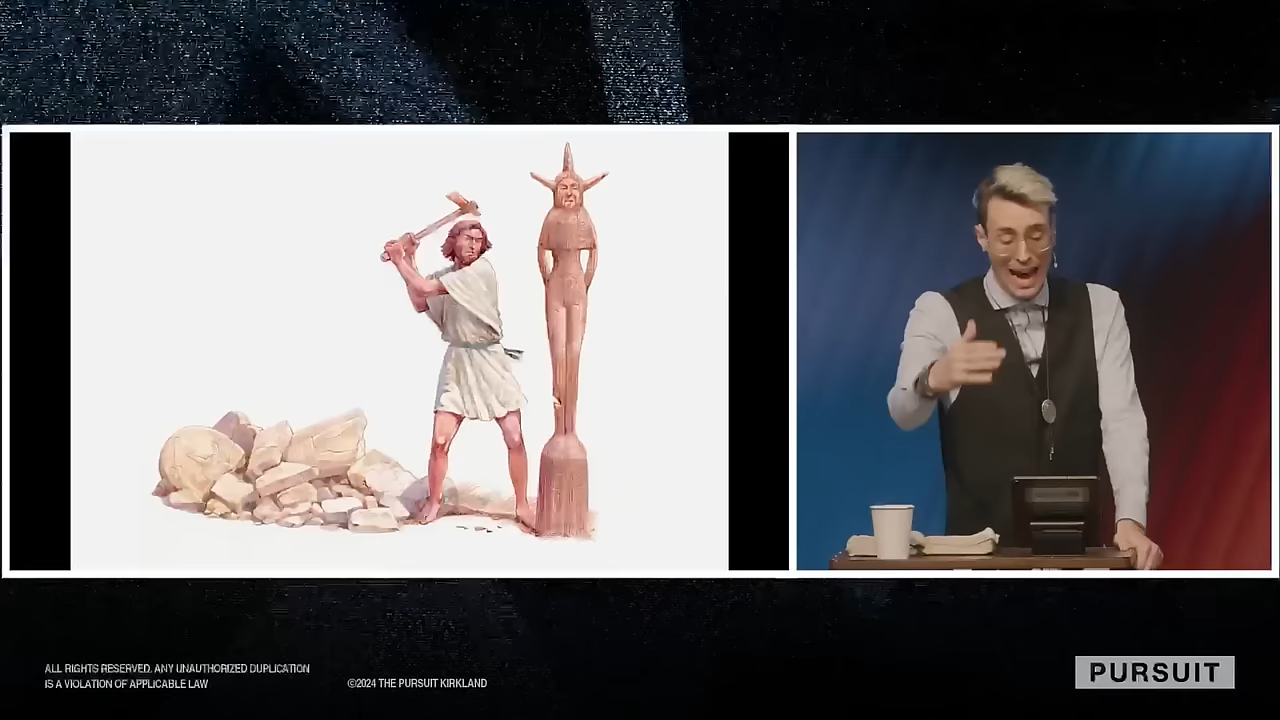 ALL RIGHTS RESERVED. ANY UNAUTHORIZED DUPLICATION
IS A VIOLATION OF APPLICABLE LAW
©2024 THE PURSUIT KIRKLAND
PURSUIT